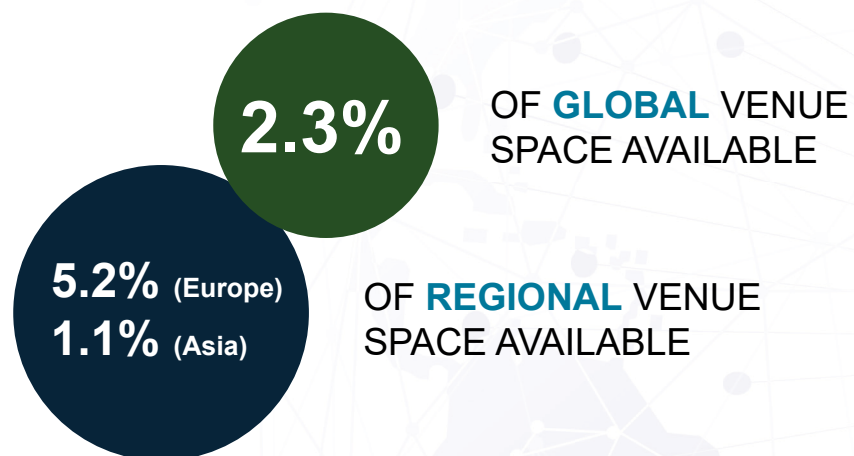 2.3%
OF GLOBAL VENUE
SPACE AVAILABLE
5.2% (Europe)
1.1% (Asia)
OF REGIONAL VENUE
SPACE AVAILABLE